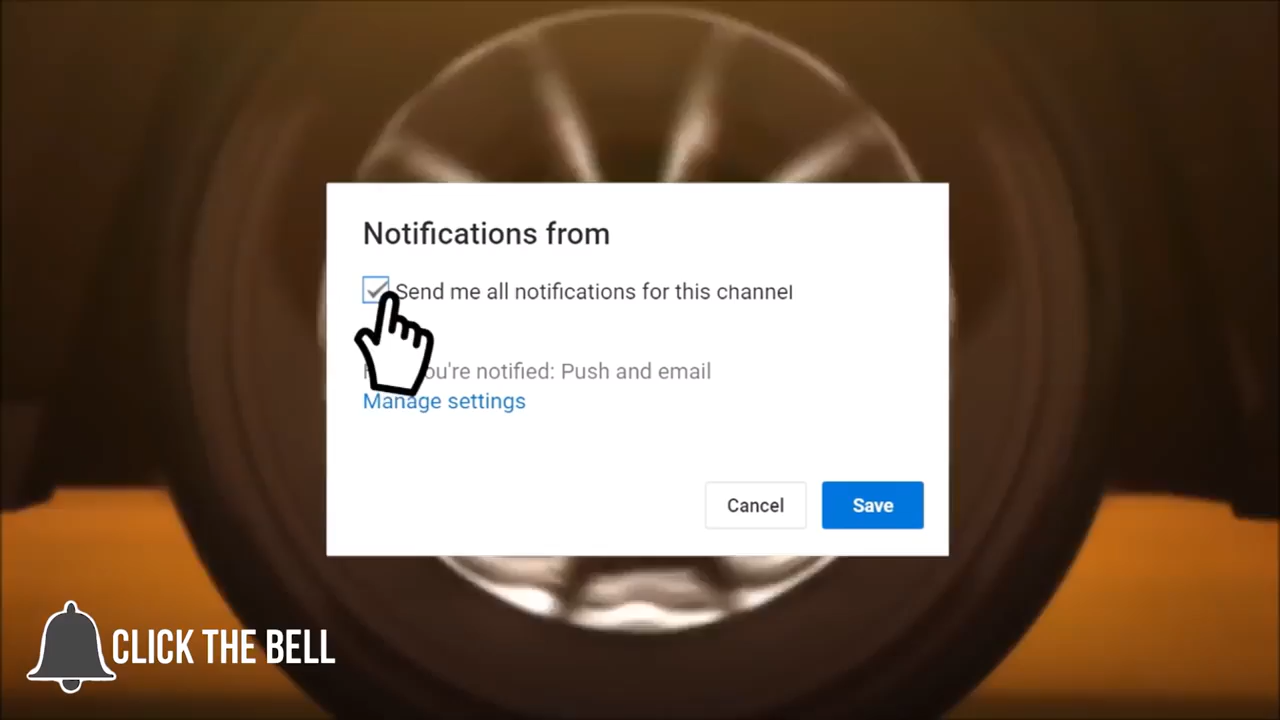 Notifications from
Send me all notifications for this channel
you're notified: Push and email
Manage settings
Cancel
Save
CLICK THE BELL